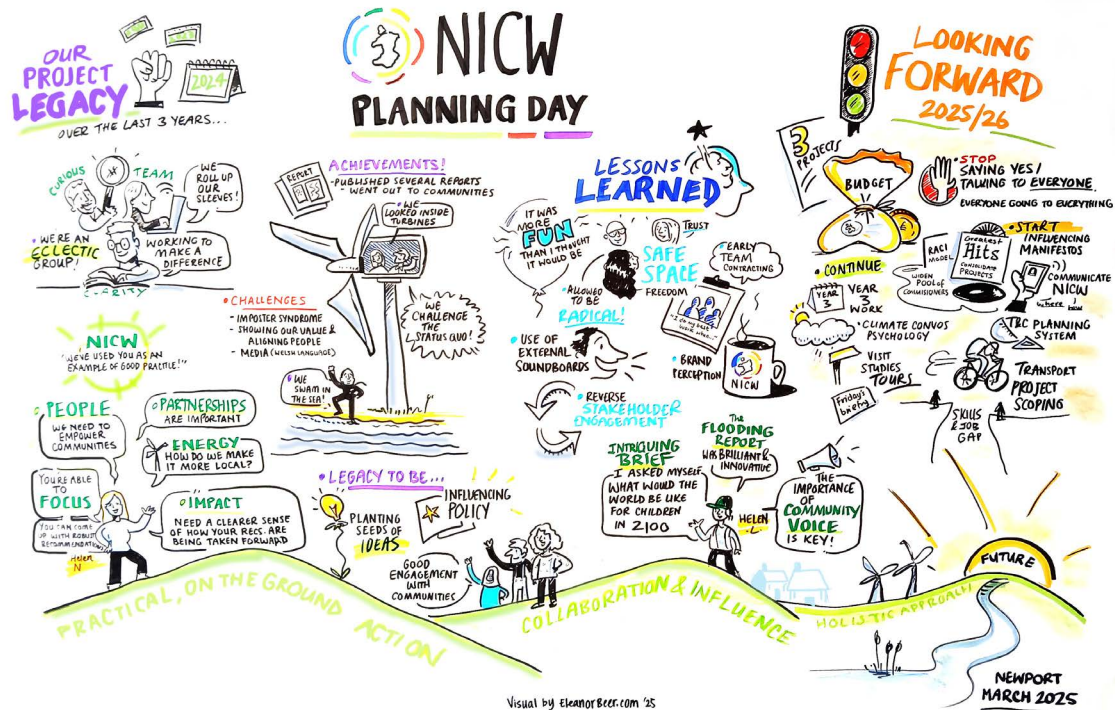 OUR
PROJECT
LEGACY
2024
OVER THE LAST 3 YEARS...
NICW
PLANNING DAY
LOOKING
FORWARD
2025/26
CURIOUS
TEAM
WE
ROLL UP
OUR
SLEEVES!
WE'RE AN
ECLECTIC
GROUP!
WORKING TO
MAKE A
DIFFERENCE
CLARITY
NICW
"WE'VE USED YOU AS AN
EXAMPLE OF GOOD PRACTICE!"
PEOPLE
WE NEED TO
EMPOWER
COMMUNITIES
PARTNERSHIPS
ARE IMPORTANT
ENERGY
HOW DO WE MAKE
IT MORE LOCAL?
YOU'RE ABLE
TO
FOCUS
YOU CAN COME
UP WITH ROBUST
RECOMMENDATIONS
Helen
N
IMPACT
NEED A CLEARER SENSE
OF HOW YOUR RECS. ARE
BEING TAKEN FORWARD
REPORT
ACHIEVEMENTS!
- PUBLISHED SEVERAL REPORTS
- WENT OUT TO COMMUNITIES
WE
LOOKED INSIDE
TURBINES
CHALLENGES
- IMPOSTER SYNDROME
- SHOWING OUR VALUE &
ALIGNING PEOPLE
- MEDIA (WELSH LANGUAGE)
WE
CHALLENGE
THE
STATUS QUO!
WE
SWAM IN
THE SEA!
LEGACY TO BE...
PLANTING
SEEDS OF
IDEAS
INFLUENCING
POLICY
GOOD
ENGAGEMENT
WITH
COMMUNITIES
LESSONS
LEARNED
IT WAS
MORE
FUN
THAN I THOUGHT
IT WOULD BE
TRUST
SAFE
SPACE
FREEDOM
EARLY
TEAM
CONTRACTING
ALLOWED
TO BE
RADICAL!
"I do my best
work when..."
USE OF
EXTERNAL
SOUNDBOARDS
BRAND
PERCEPTION
NICW
REVERSE
STAKEHOLDER
ENGAGEMENT
INTRIGUING
BRIEF
I ASKED MYSELF
WHAT WOULD THE
WORLD BE LIKE
FOR CHILDREN
IN 2100
The
FLOODING
REPORT
WAS BRILLIANT &
INNOVATIVE
HELEN
L
THE
IMPORTANCE
OF
COMMUNITY
VOICE
IS KEY!
3
PROJECTS
BUDGET
STOP
SAYING YES!
TALKING TO EVERYONE
EVERYONE GOING TO EVERYTHING
START
INFLUENCING
MANIFESTOS
RACI
MODEL
Greatest
Hits
CONSOLIDATE
PROJECTS
WIDEN
POOL OF
COMMISSIONERS
COMMUNICATE
NICW
CONTINUE
YEAR
3
YEAR
3
WORK
CLIMATE CONVOS
PSYCHOLOGY
VISIT
STUDIES
TOURS
Friday's
briefing
T&C PLANNING
SYSTEM
TRANSPORT
PROJECT
SCOPING
SKILLS
& JOB
GAP
FUTURE
PRACTICAL, ON THE GROUND ACTION
COLLABORATION & INFLUENCE
HOLISTIC APPROACH
NEWPORT
MARCH 2025
Visual by EleanorBeer.com '25